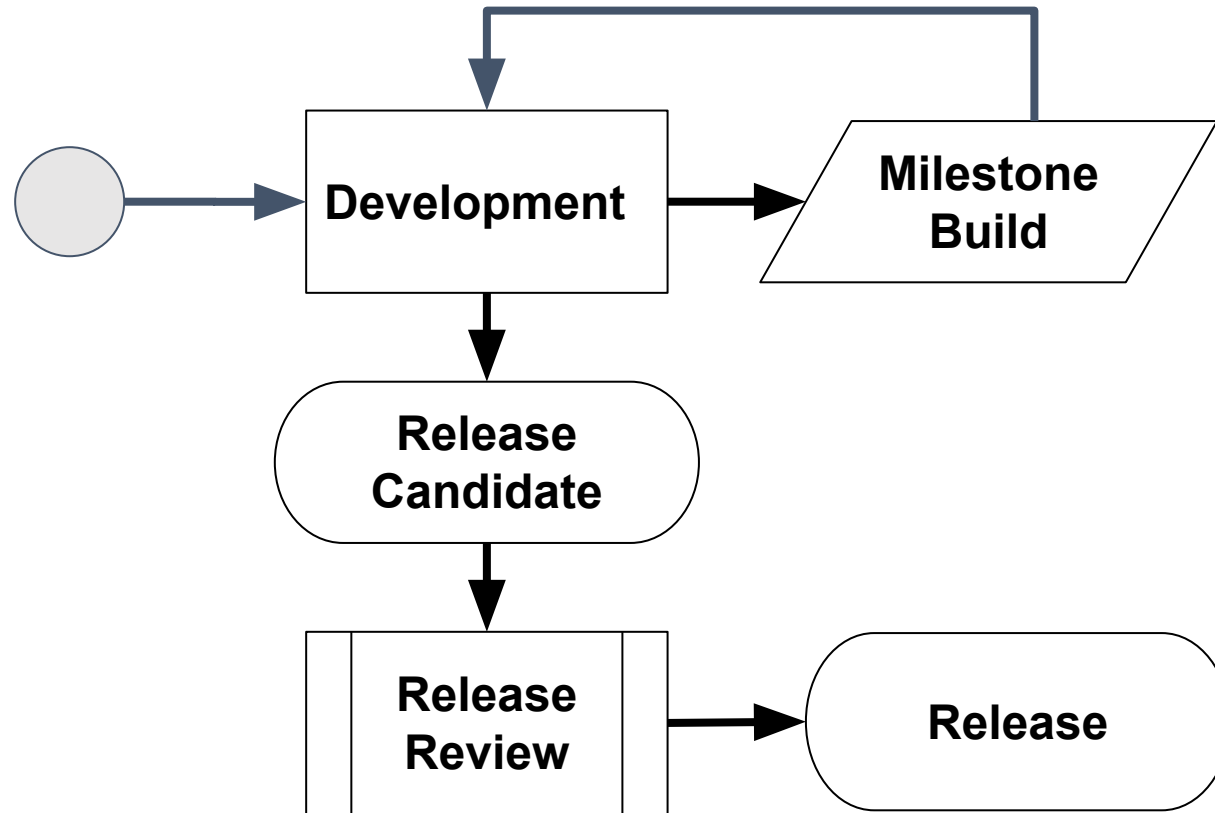 Development
Milestone
Build
Release
Candidate
Release
Review
Release